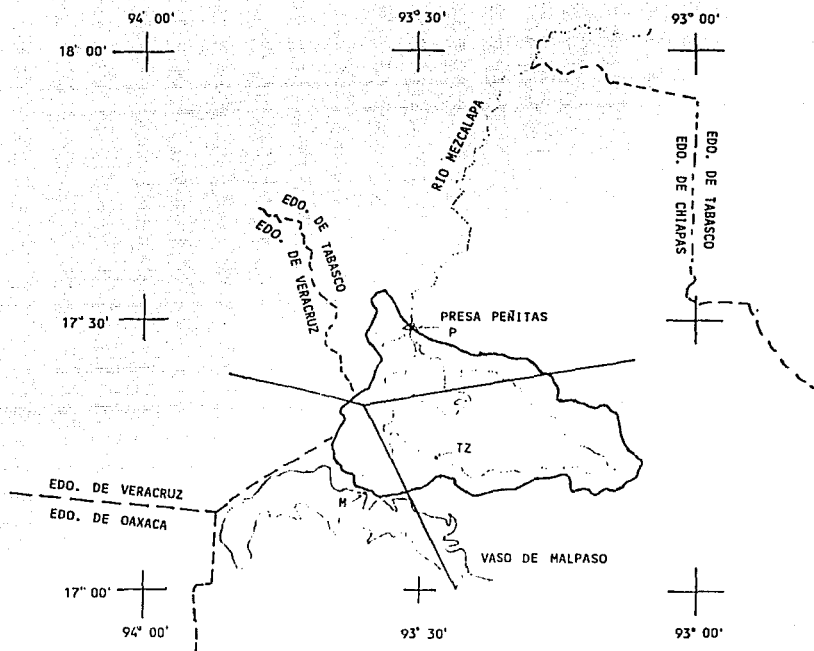 94° 00'
93° 30'
93° 00'
18° 00'
RIO MEZCALAPA
EDO. DE TABASCO
EDO. DE CHIAPAS
EDO. DE TABASCO
EDO. DE VERACRUZ
17° 30'
PRESA PEÑITAS
P
TZ
EDO. DE VERACRUZ
EDO. DE OAXACA
M
VASO DE MALPASO
17° 00'
94° 00'
93° 30'
93° 00'